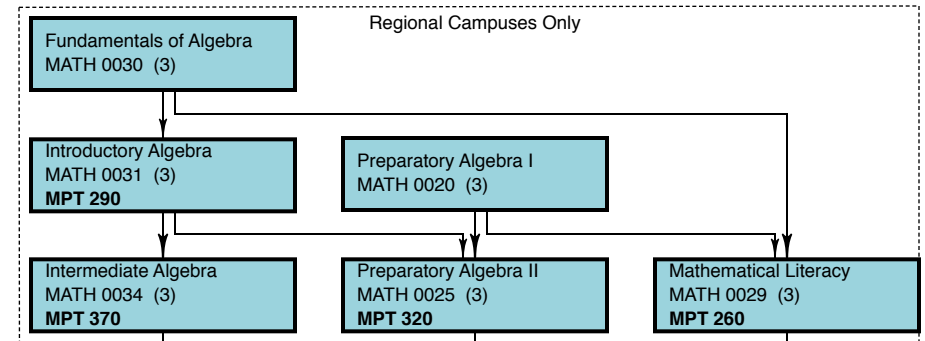 Regional Campuses Only
Fundamentals of Algebra
MATH 0030 (3)
Introductory Algebra
MATH 0031 (3)
MPT 290
Preparatory Algebra I
MATH 0020 (3)
Intermediate Algebra
MATH 0034 (3)
MPT 370
Preparatory Algebra II
MATH 0025 (3)
MPT 320
Mathematical Literacy
MATH 0029 (3)
MPT 260